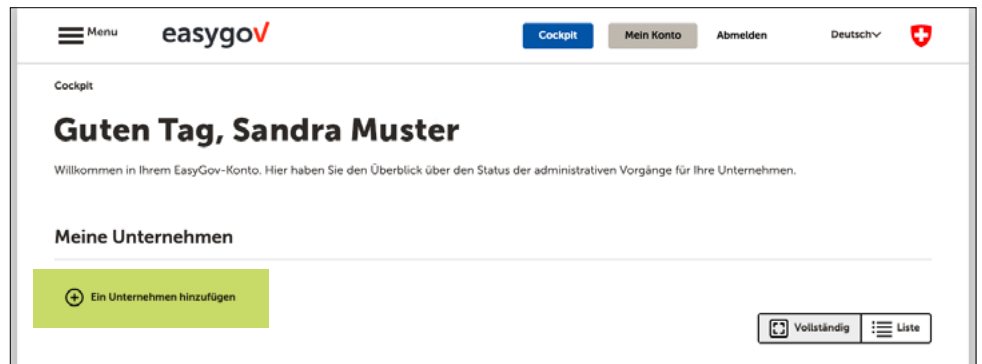 Menu easygov Cockpit Mein Konto Abmelden Deutsch
Cockpit
Guten Tag, Sandra Muster
Willkommen in Ihrem EasyGov-Konto. Hier haben Sie den Überblick über den Status der administrativen Vorgänge für Ihre Unternehmen.
Meine Unternehmen
Ein Unternehmen hinzufügen
Vollständig Liste